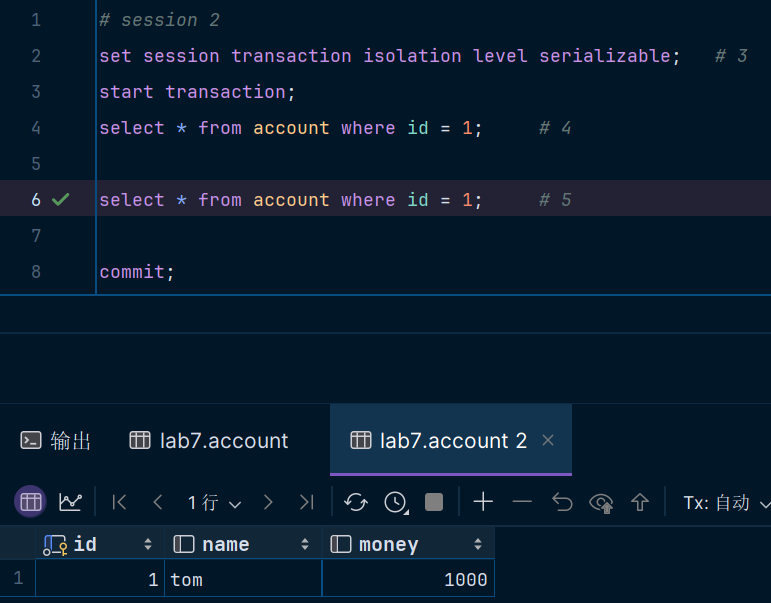 1 # session 2
2 set session transaction isolation level serializable; # 3
3 start transaction;
4 select * from account where id = 1; # 4
5
6 select * from account where id = 1; # 5
7
8 commit;
输出 lab7.account lab7.account 2
1 行 Tx: 自动
id name money
1 1 tom 1000